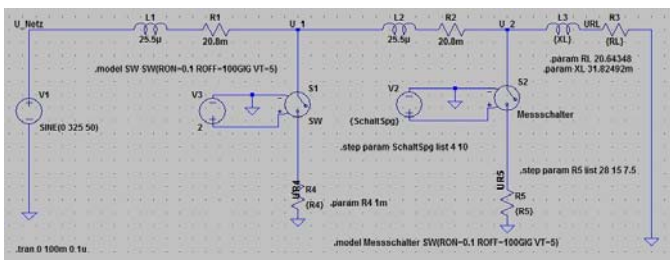 L1
R1
L2
R2
L3
R3
U_Netz
U_1
U_2
URL
25.5µ
20.8m
25.5µ
20.8m
{XL}
{RL}
.param RL 20.64348
.param XL 31.82492m
.model SW SW(RON=0.1 ROFF=100GIG VT=5)
V1
SINE(0 325 50)
V3
2
S1
SW
V2
{SchaltSpg}
S2
Messschalter
.step param SchaltSpg list 4 10
.step param R5 list 28 15 7.5
UR4
R4
{R4}
.param R4 1m
UR5
R5
{R5}
.tran 0 100m 0.1u
.model Messschalter SW(RON=0.1 ROFF=100GIG VT=5)